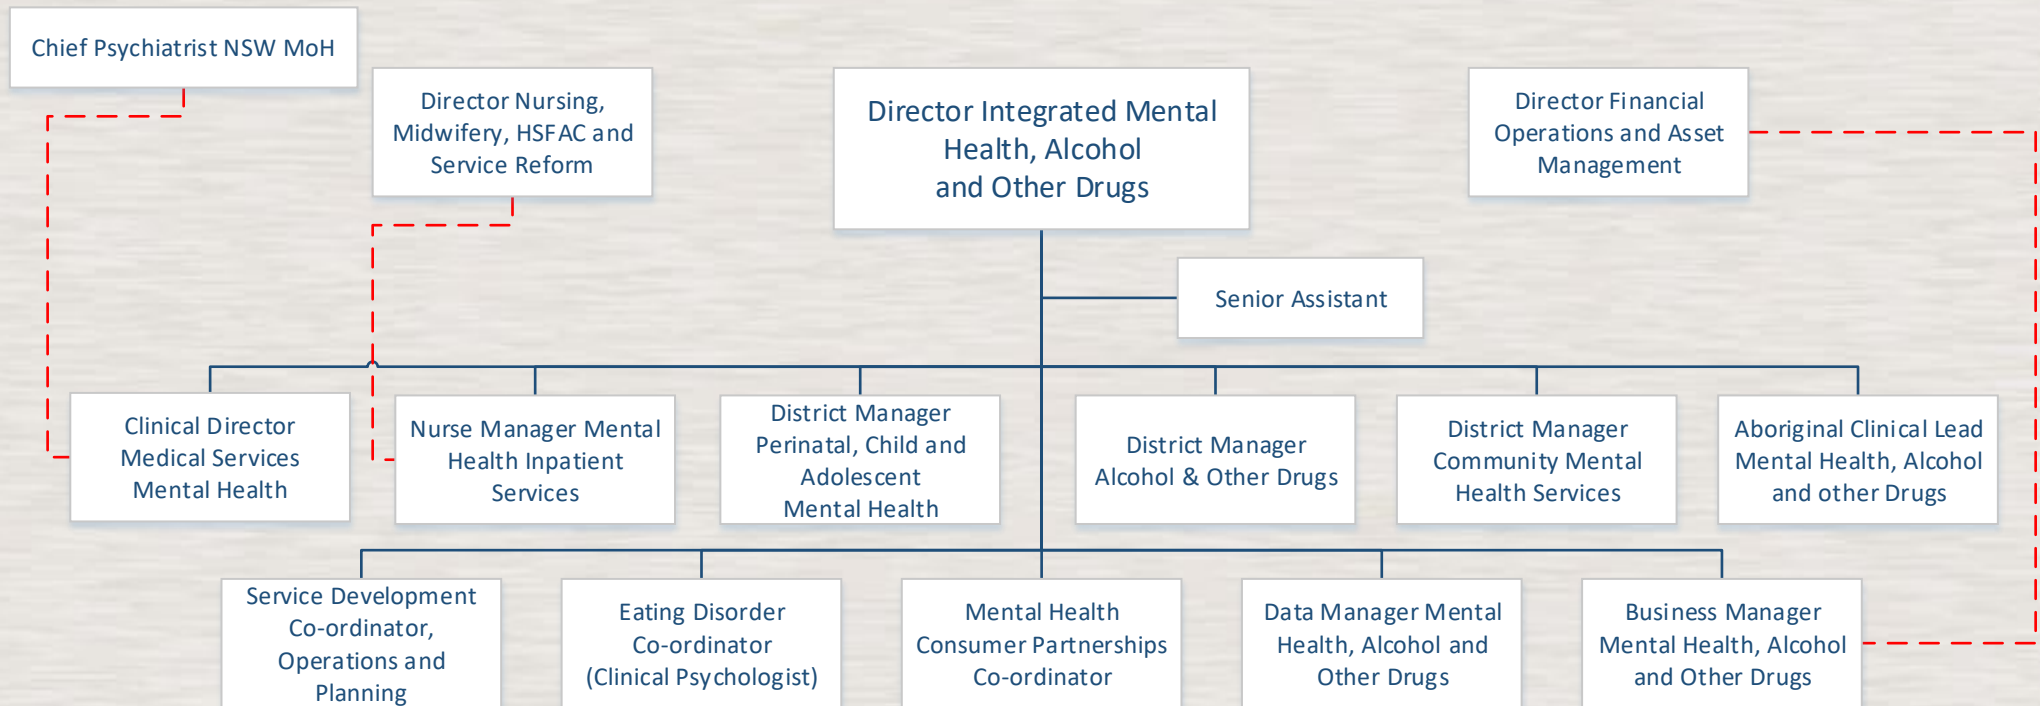 Chief Psychiatrist NSW MoH
Director Nursing,
Midwifery, HSFAC and
Service Reform
Director Integrated Mental
Health, Alcohol
and Other Drugs
Director Financial
Operations and Asset
Management
Senior Assistant
Clinical Director
Medical Services
Mental Health
Nurse Manager Mental
Health Inpatient
Services
District Manager
Perinatal, Child and
Adolescent
Mental Health
District Manager
Alcohol & Other Drugs
District Manager
Community Mental
Health Services
Aboriginal Clinical Lead
Mental Health, Alcohol
and other Drugs
Service Development
Co-ordinator,
Operations and
Planning
Eating Disorder
Co-ordinator
(Clinical Psychologist)
Mental Health
Consumer Partnerships
Co-ordinator
Data Manager Mental
Health, Alcohol and
Other Drugs
Business Manager
Mental Health, Alcohol
and Other Drugs